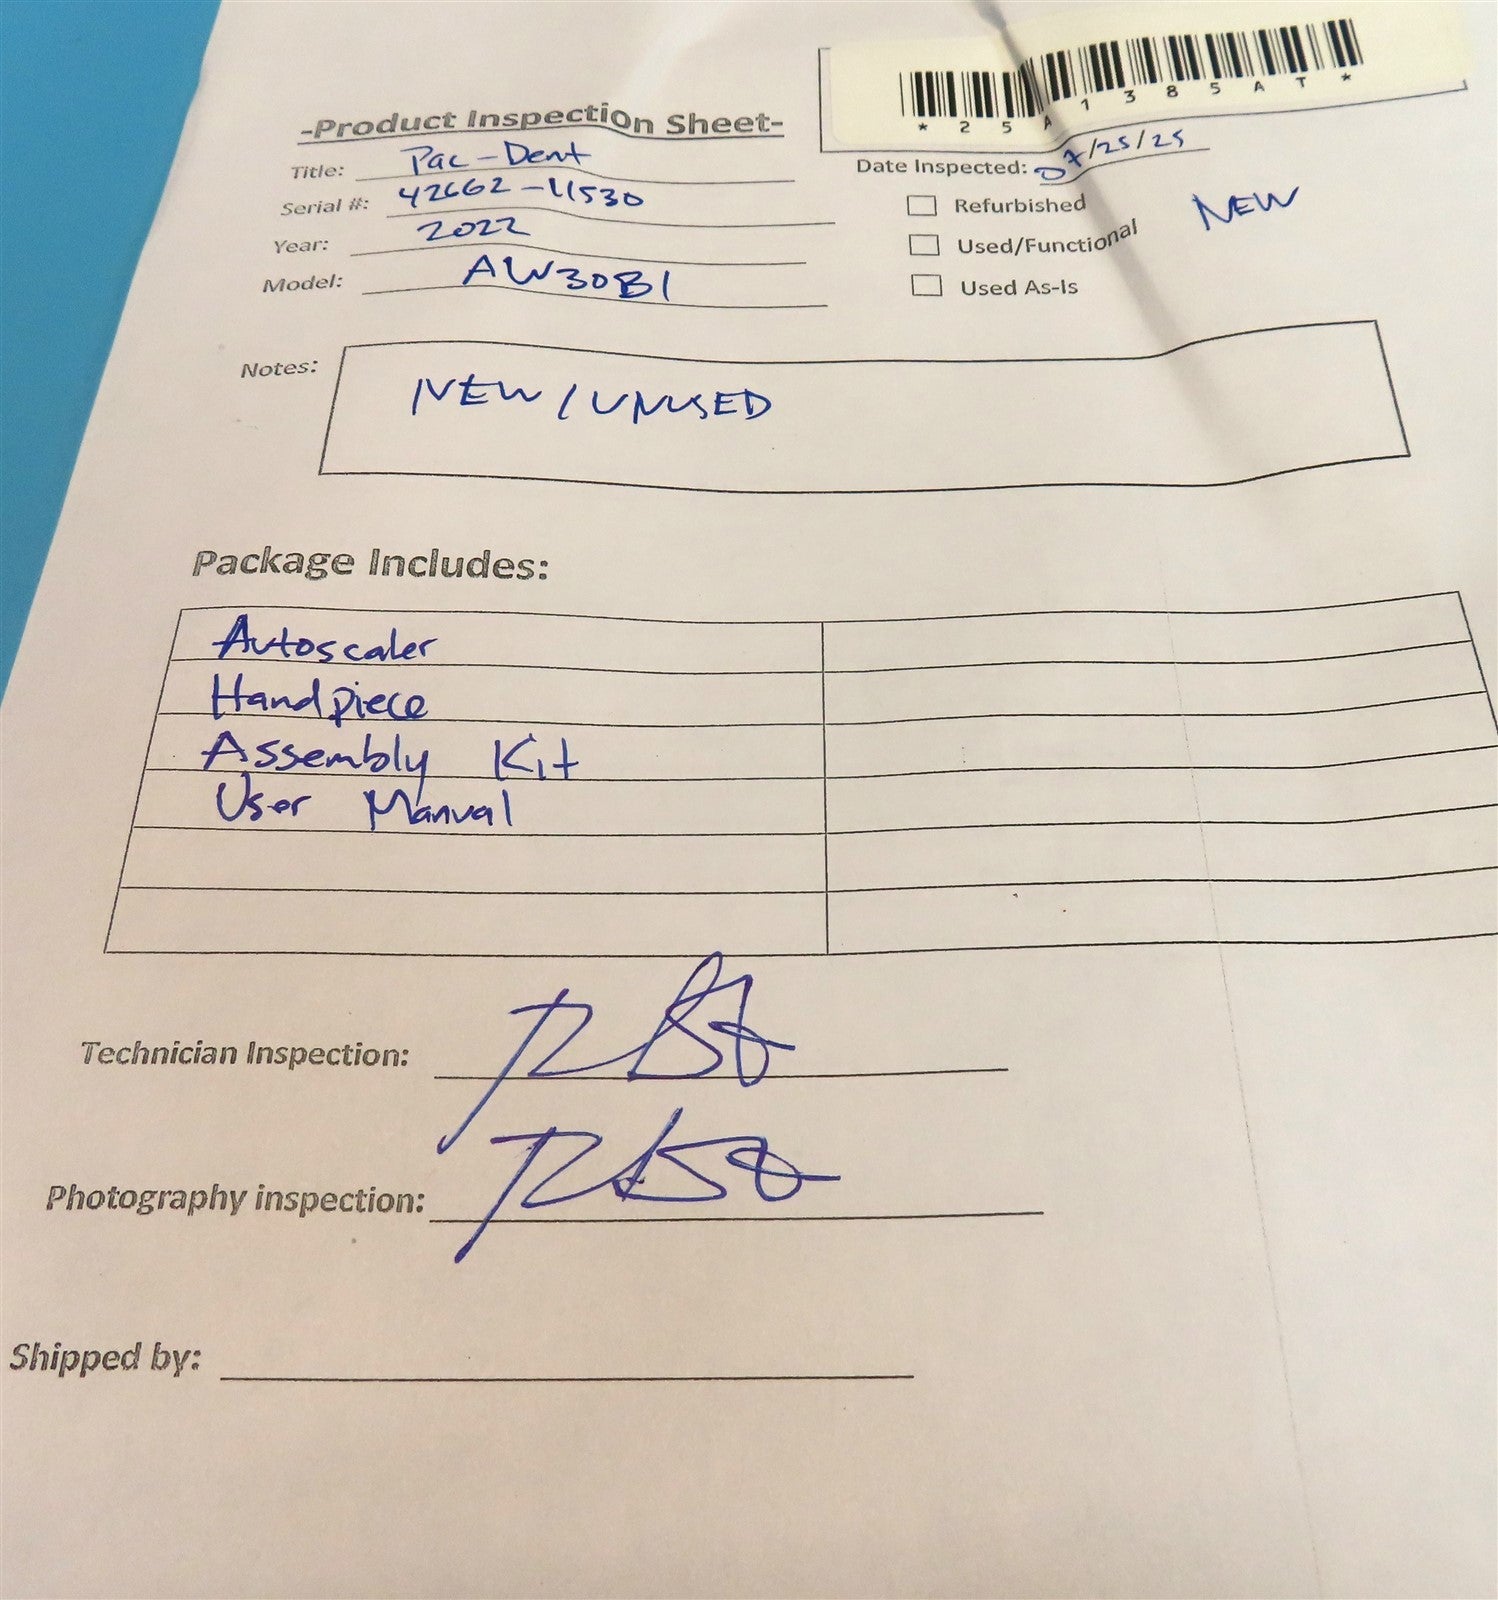 *25A1385AT*
-Product Inspection Sheet-
Title: Pac-Dent
Date Inspected: 07/25/25
Serial #: 42662-11530
Refurbished
NEW
Year: 2022
Used/Functional
Model: AW30B1
Used As-Is
Notes: NEW/UNUSED
Package Includes:
Autoscaler
Handpiece
Assembly Kit
User Manual
Technician Inspection:
Photography inspection:
Shipped by: